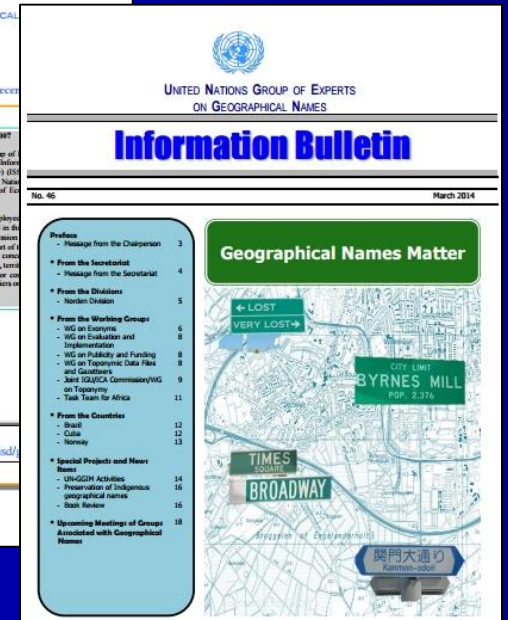 UNITED NATIONS GROUP OF EXPERTS
ON GEOGRAPHICAL NAMES
Information Bulletin
No. 46 March 2014
Preface
- Message from the Chairperson 3
* From the Secretariat
- Message from the Secretariat 4
* From the Divisions
- Norden Division 5
* From the Working Groups
- WG on Exonyms 6
- WG on Evaluation and 8
Implementation
- WG on Publicity and Funding 8
- WG on Toponymic Data Files 8
and Gazetteers
- Joint IGU/ICA Commission/WG 9
on Toponymy
- Task Team for Africa 11
* From the Countries
- Brazil 12
- Cuba 12
- Norway 13
* Special Projects and News
Items
- UN-GGIM Activities 14
- Preservation of Indigenous 16
geographical names
- Book Review 16
* Upcoming Meetings of Groups 18
Associated with Geographical
Names
Geographical Names Matter
← LOST
VERY LOST→
CITY LIMIT
BYRNES MILL
POP. 2,376
TIMES
SQUARE
BROADWAY
関門大通り
Kanmon-odori